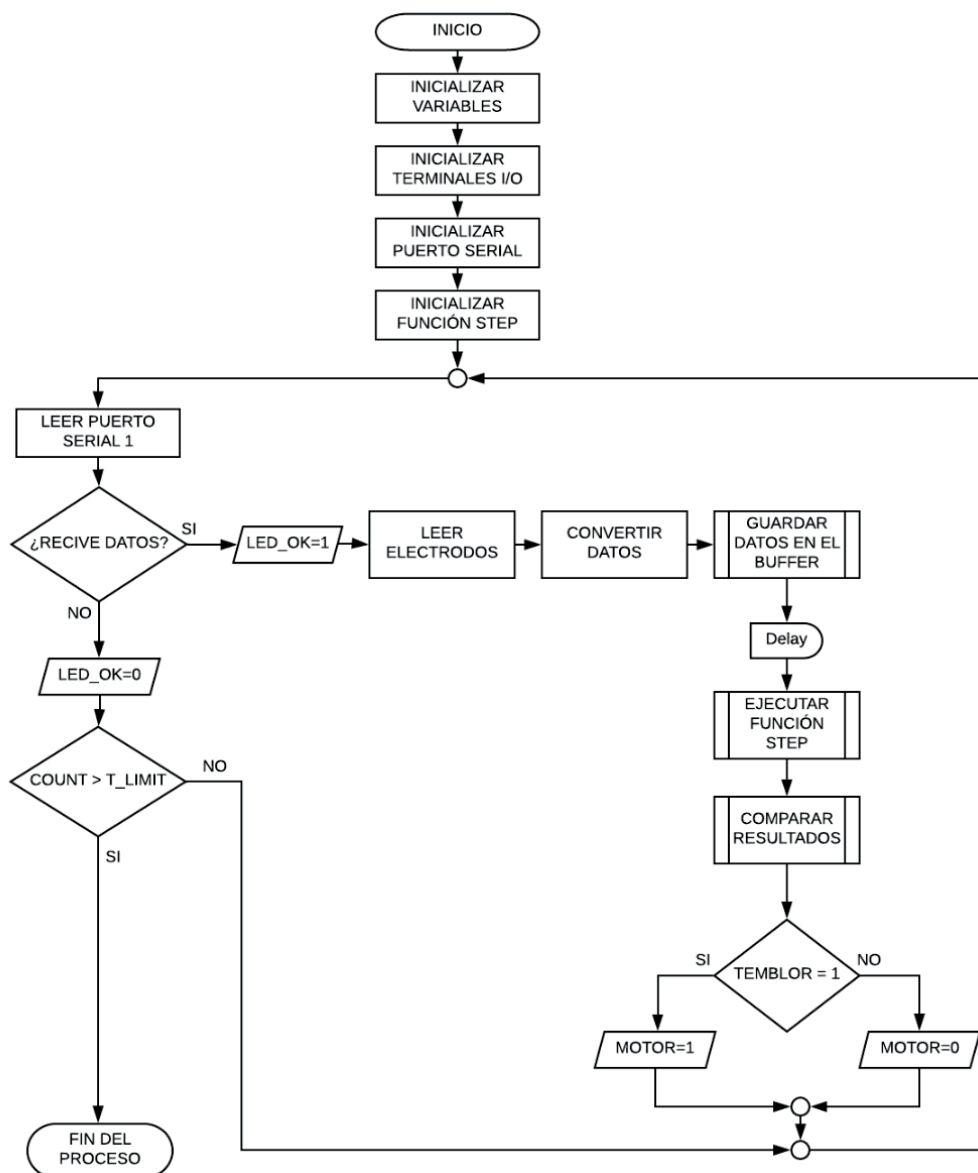 INICIO
INICIALIZAR
VARIABLES
INICIALIZAR
TERMINALES I/O
INICIALIZAR
PUERTO SERIAL
INICIALIZAR
FUNCIÓN STEP
LEER PUERTO
SERIAL 1
¿RECIVE DATOS?
SI
LED_OK=1
LEER
ELECTRODOS
CONVERTIR
DATOS
GUARDAR
DATOS EN EL
BUFFER
NO
Delay
LED_OK=0
EJECUTAR
FUNCIÓN
STEP
COUNT > T_LIMIT
NO
SI
COMPARAR
RESULTADOS
TEMBLOR = 1
SI
NO
MOTOR=1
MOTOR=0
FIN DEL
PROCESO